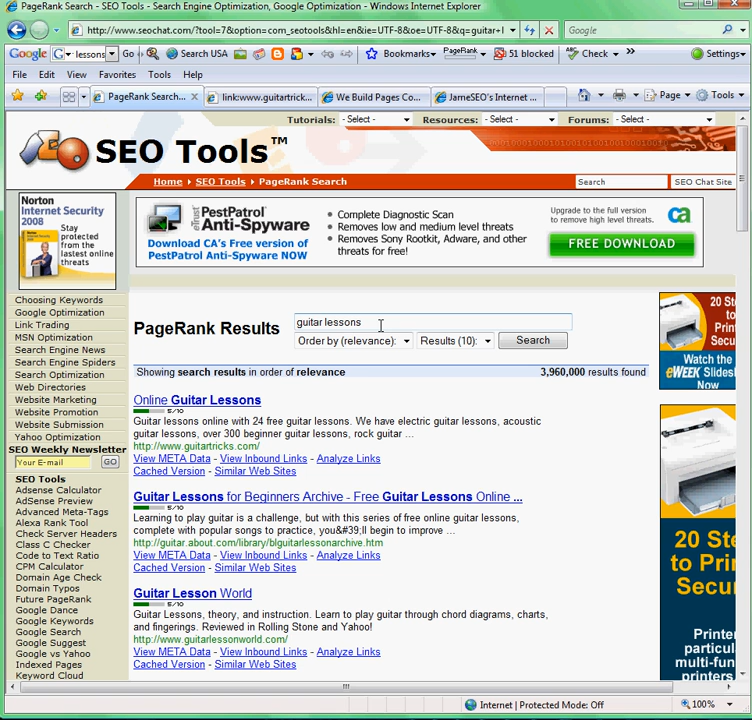 PageRank Search - SEO Tools - Search Engine Optimization, Google Optimization - Windows Internet Explorer
http://www.seochat.com/?tool=7&option=com_seotools&hl=en&ie=UTF-8&oe=UTF-8&q=guitar+l
Google
Google
lessons
Go
Search USA
Bookmarks
PageRank
51 blocked
Check
Settings
File Edit View Favorites Tools Help
PageRank Search...
link:www.guitartrick...
We Build Pages Co...
JameSEO's Internet ...
Page
Tools
Tutorials: - Select -
Resources: - Select -
Forums: - Select -
SEO Tools™
Home SEO Tools PageRank Search
Search
SEO Chat Site
Norton
Internet Security
2008
Stay
protected
from the
lastest online
threats
eTrust
PestPatrol®
Anti-Spyware
Download CA's Free version of
PestPatrol Anti-Spyware NOW
Complete Diagnostic Scan
Removes low and medium level threats
Removes Sony Rootkit, Adware, and other
threats for free!
Upgrade to the full version
to remove high level threats.
ca
FREE DOWNLOAD
Choosing Keywords
Google Optimization
Link Trading
MSN Optimization
Search Engine News
Search Engine Spiders
Search Optimization
Web Directories
Website Marketing
Website Promotion
Website Submission
Yahoo Optimization
SEO Weekly Newsletter
Your E-mail
GO
SEO Tools
Adsense Calculator
AdSense Preview
Advanced Meta-Tags
Alexa Rank Tool
Check Server Headers
Class C Checker
Code to Text Ratio
CPM Calculator
Domain Age Check
Domain Typos
Future PageRank
Google Dance
Google Keywords
Google Search
Google Suggest
Google vs Yahoo
Indexed Pages
Keyword Cloud
PageRank Results
guitar lessons
Order by (relevance):
Results (10):
Search
Showing search results in order of relevance
3,960,000 results found
Online Guitar Lessons
5/10
Guitar lessons online with 24 free guitar lessons. We have electric guitar lessons, acoustic
guitar lessons, over 300 beginner guitar lessons, rock guitar ...
http://www.guitartricks.com/
View META Data - View Inbound Links - Analyze Links
Cached Version - Similar Web Sites
Guitar Lessons for Beginners Archive - Free Guitar Lessons Online ...
5/10
Learning to play guitar is a challenge, but with this series of free online guitar lessons,
complete with popular songs to practice, you&#39;ll begin to improve ...
http://guitar.about.com/library/blguitarlessonarchive.htm
View META Data - View Inbound Links - Analyze Links
Cached Version - Similar Web Sites
Guitar Lesson World
5/10
Guitar Lessons, theory, and instruction. Learn to play guitar through chord diagrams, charts,
and fingerings. Reviewed in Rolling Stone and Yahoo!
http://www.guitarlessonworld.com/
View META Data - View Inbound Links - Analyze Links
Cached Version - Similar Web Sites
20 St
to Pri
Secur
Watch the
eWEEK Slides
Now
20 Ste
to Prin
Secu
Printer
particul
multi-fun
printers
Internet | Protected Mode: Off
100%